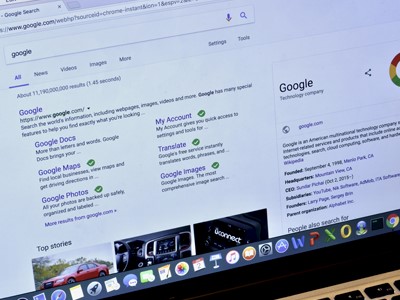 Google Search
www.google.com/webhp?sourceid=chrome-instant&ion=1&espv=
google
All News Videos Images More Settings Tools
About 11,190,000,000 results (1.45 seconds)
Google
https://www.google.com/
Search the world's information, including webpages, images, videos and more. Google has many special
features to help you find exactly what you're looking ...
Google Docs
More than letters and words. Google
Docs brings your ...
Google Maps
Find local businesses, view maps and
get driving directions in ...
Google Photos
All your photos are backed up safely,
organized and labeled ...
More results from google.com »
My Account
My Account gives you quick access to
settings and tools for ...
Translate
Google's free service instantly
translates words, phrases, and ...
Google Images
Google Images. The most
comprehensive image search ...
Top stories
uconnect
Google
Technology company
google.com
Google is an American multinational technology company
Internet-related services and products that include online
technologies, search, cloud computing, software, and hardware.
Founded: September 4, 1998, Menlo Park, CA
Headquarters: Mountain View, CA
CEO: Sundar Pichai (Oct 2, 2015–)
Subsidiaries: YouTube, Me Software, AdMob, ITA Software
Founders: Larry Page, Sergey Brin
Parent organization: Alphabet Inc.
People also search for